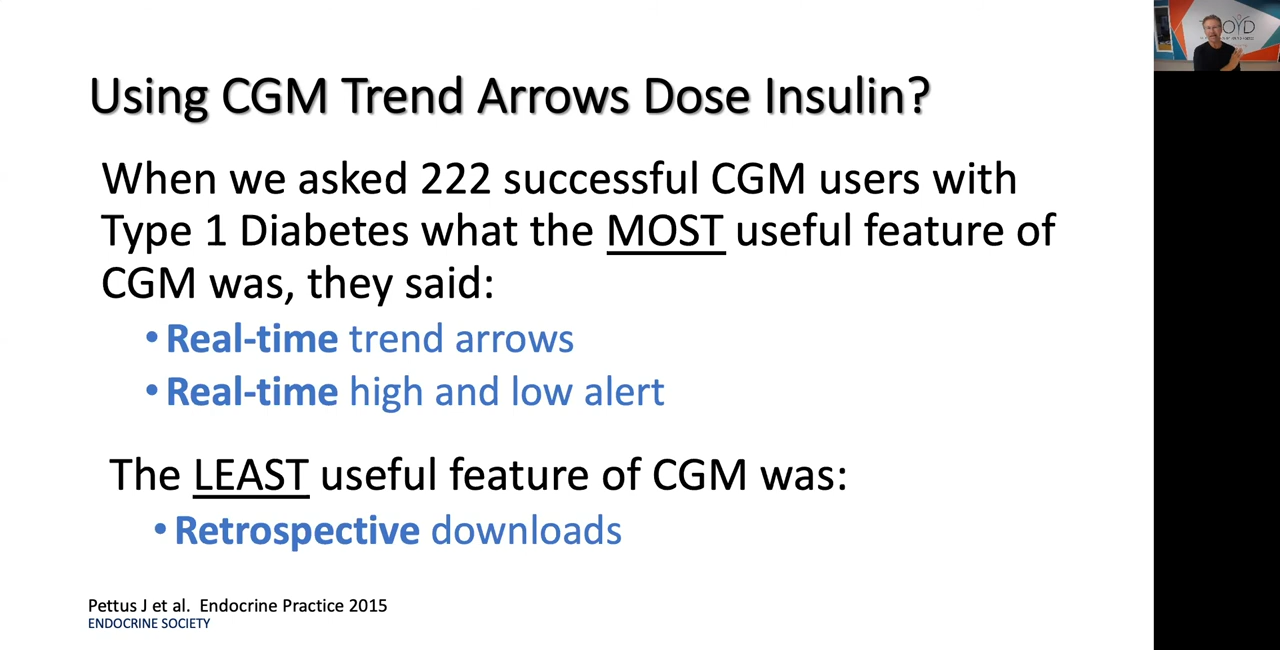 Using CGM Trend Arrows Dose Insulin?
When we asked 222 successful CGM users with
Type 1 Diabetes what the MOST useful feature of
CGM was, they said:
• Real-time trend arrows
• Real-time high and low alert
The LEAST useful feature of CGM was:
• Retrospective downloads
Pettus J et al. Endocrine Practice 2015
ENDOCRINE SOCIETY